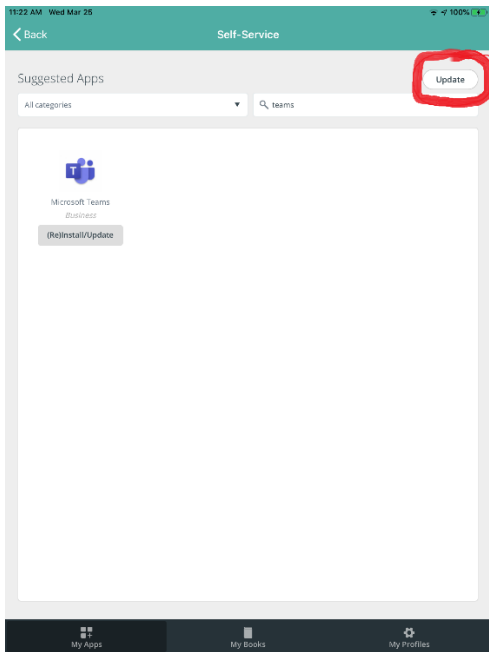 11:22 AM Wed Mar 25
100%
Back
Self-Service
Suggested Apps
Update
All categories
teams
Microsoft Teams
Business
(Re)Install/Update
My Apps
My Books
My Profiles